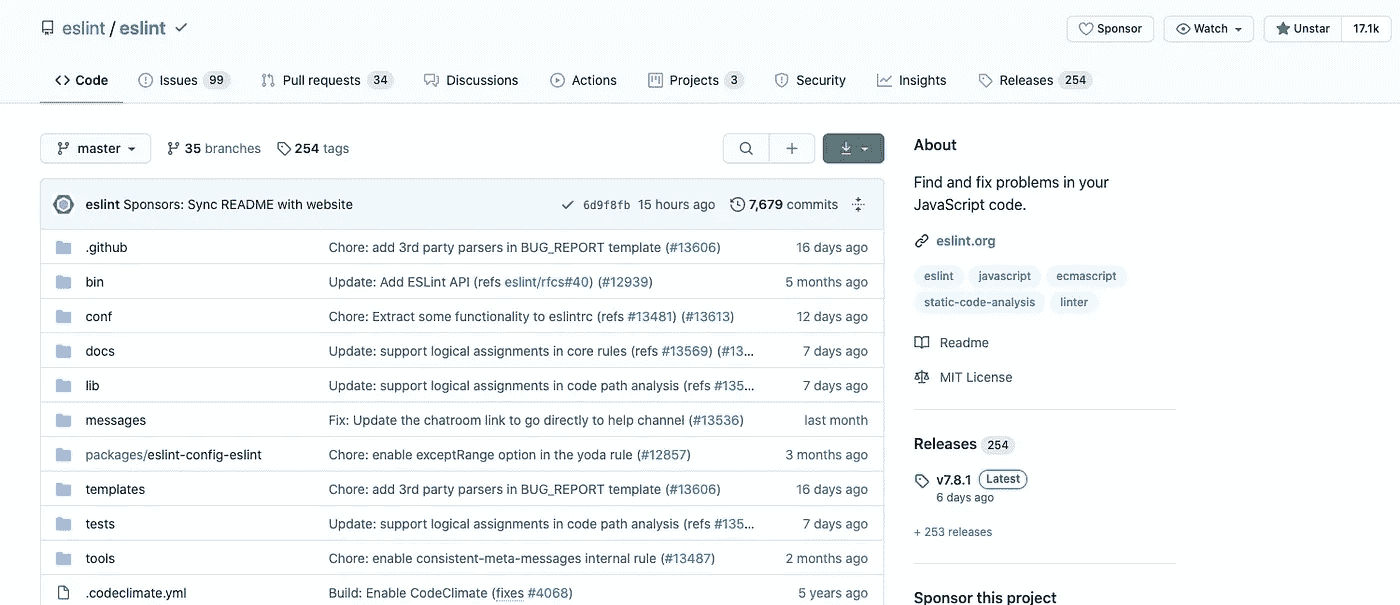 eslint / eslint
Sponsor Watch Unstar 17.1k
Code Issues 99 Pull requests 34 Discussions Actions Projects 3 Security Insights Releases 254
master 35 branches 254 tags
eslint Sponsors: Sync README with website 6d9f8fb 15 hours ago 7,679 commits
.github Chore: add 3rd party parsers in BUG_REPORT template (#13606) 16 days ago
bin Update: Add ESLint API (refs eslint/rfcs#40) (#12939) 5 months ago
conf Chore: Extract some functionality to eslintrc (refs #13481) (#13613) 12 days ago
docs Update: support logical assignments in core rules (refs #13569) (#13... 7 days ago
lib Update: support logical assignments in code path analysis (refs #135... 7 days ago
messages Fix: Update the chatroom link to go directly to help channel (#13536) last month
packages/eslint-config-eslint Chore: enable exceptRange option in the yoda rule (#12857) 3 months ago
templates Chore: add 3rd party parsers in BUG_REPORT template (#13606) 16 days ago
tests Update: support logical assignments in code path analysis (refs #135... 7 days ago
tools Chore: enable consistent-meta-messages internal rule (#13487) 2 months ago
.codeclimate.yml Build: Enable CodeClimate (fixes #4068) 5 years ago
About
Find and fix problems in your
JavaScript code.
eslint.org
eslint javascript ecmascript
static-code-analysis linter
Readme
MIT License
Releases 254
v7.8.1 Latest
6 days ago
+ 253 releases
Sponsor this project